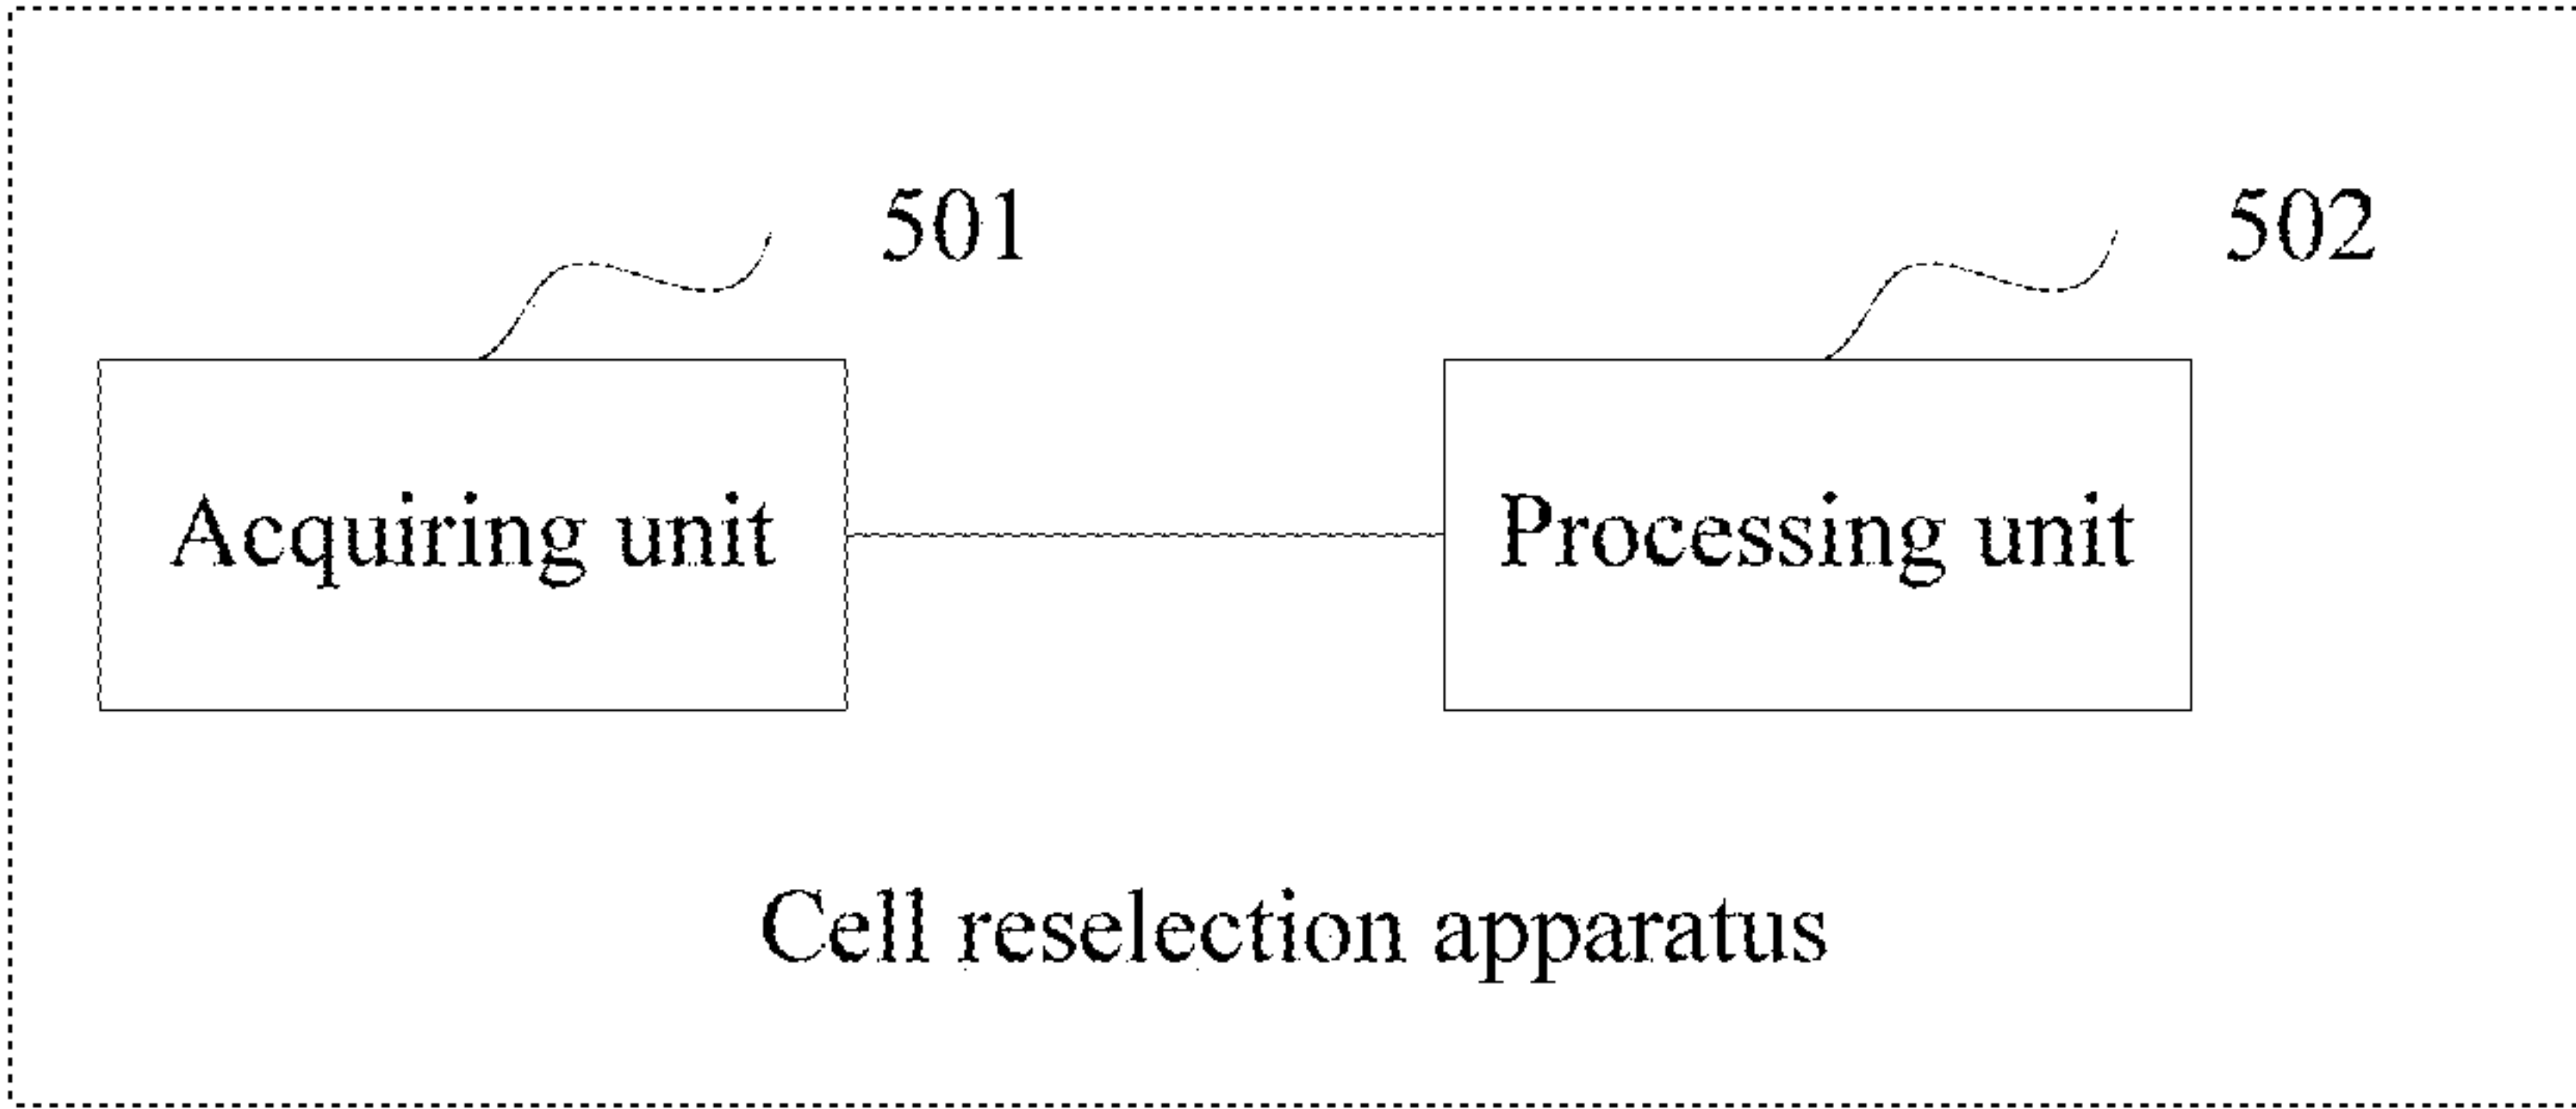 501
502
Acquiring unit
Processing unit
Cell reselection apparatus